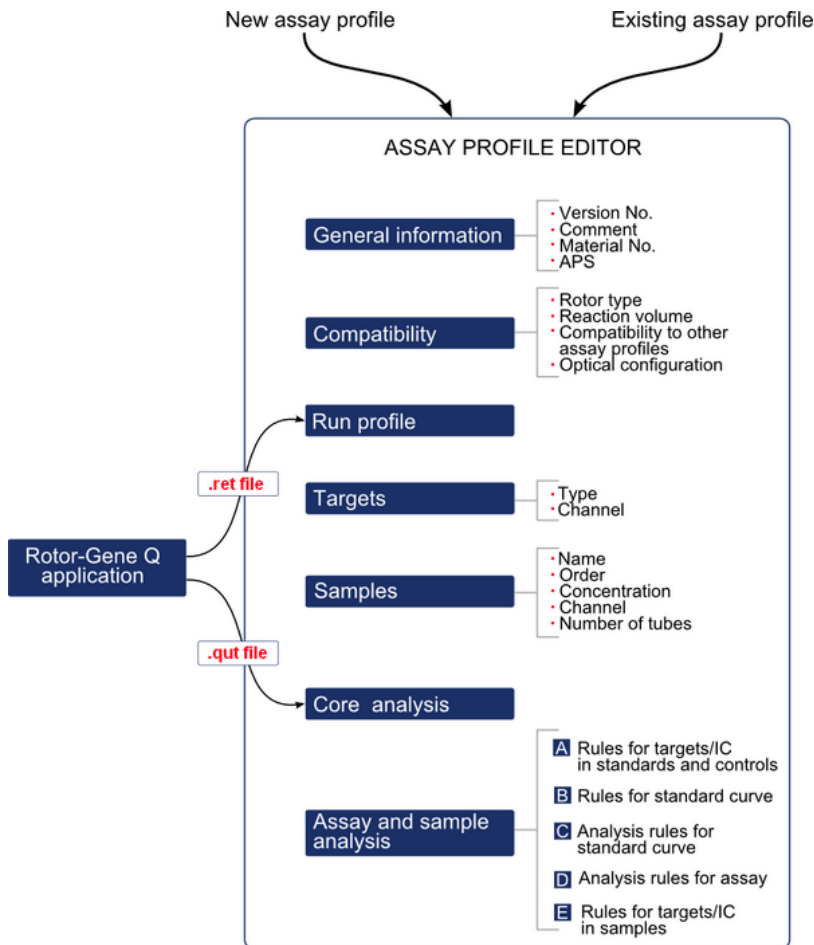 New assay profile
Existing assay profile
ASSAY PROFILE EDITOR
General information
Version No.
Comment
Material No.
APS
Compatibility
Rotor type
Reaction volume
Compatibility to other
assay profiles
Optical configuration
Run profile
.ret file
Targets
Type
Channel
Rotor-Gene Q
application
Samples
Name
Order
Concentration
Channel
Number of tubes
.qut file
Core analysis
Assay and sample
analysis
A Rules for targets/IC
in standards and controls
B Rules for standard curve
C Analysis rules for
standard curve
D Analysis rules for assay
E Rules for targets/IC
in samples